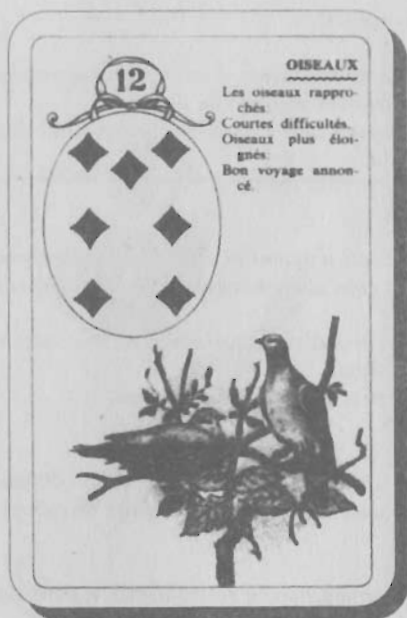 12
OISEAUX
Les oiseaux rappro-
chés:
Courtes difficultés.
Oiseaux plus éloi-
gnés:
Bon voyage annon-
cé.